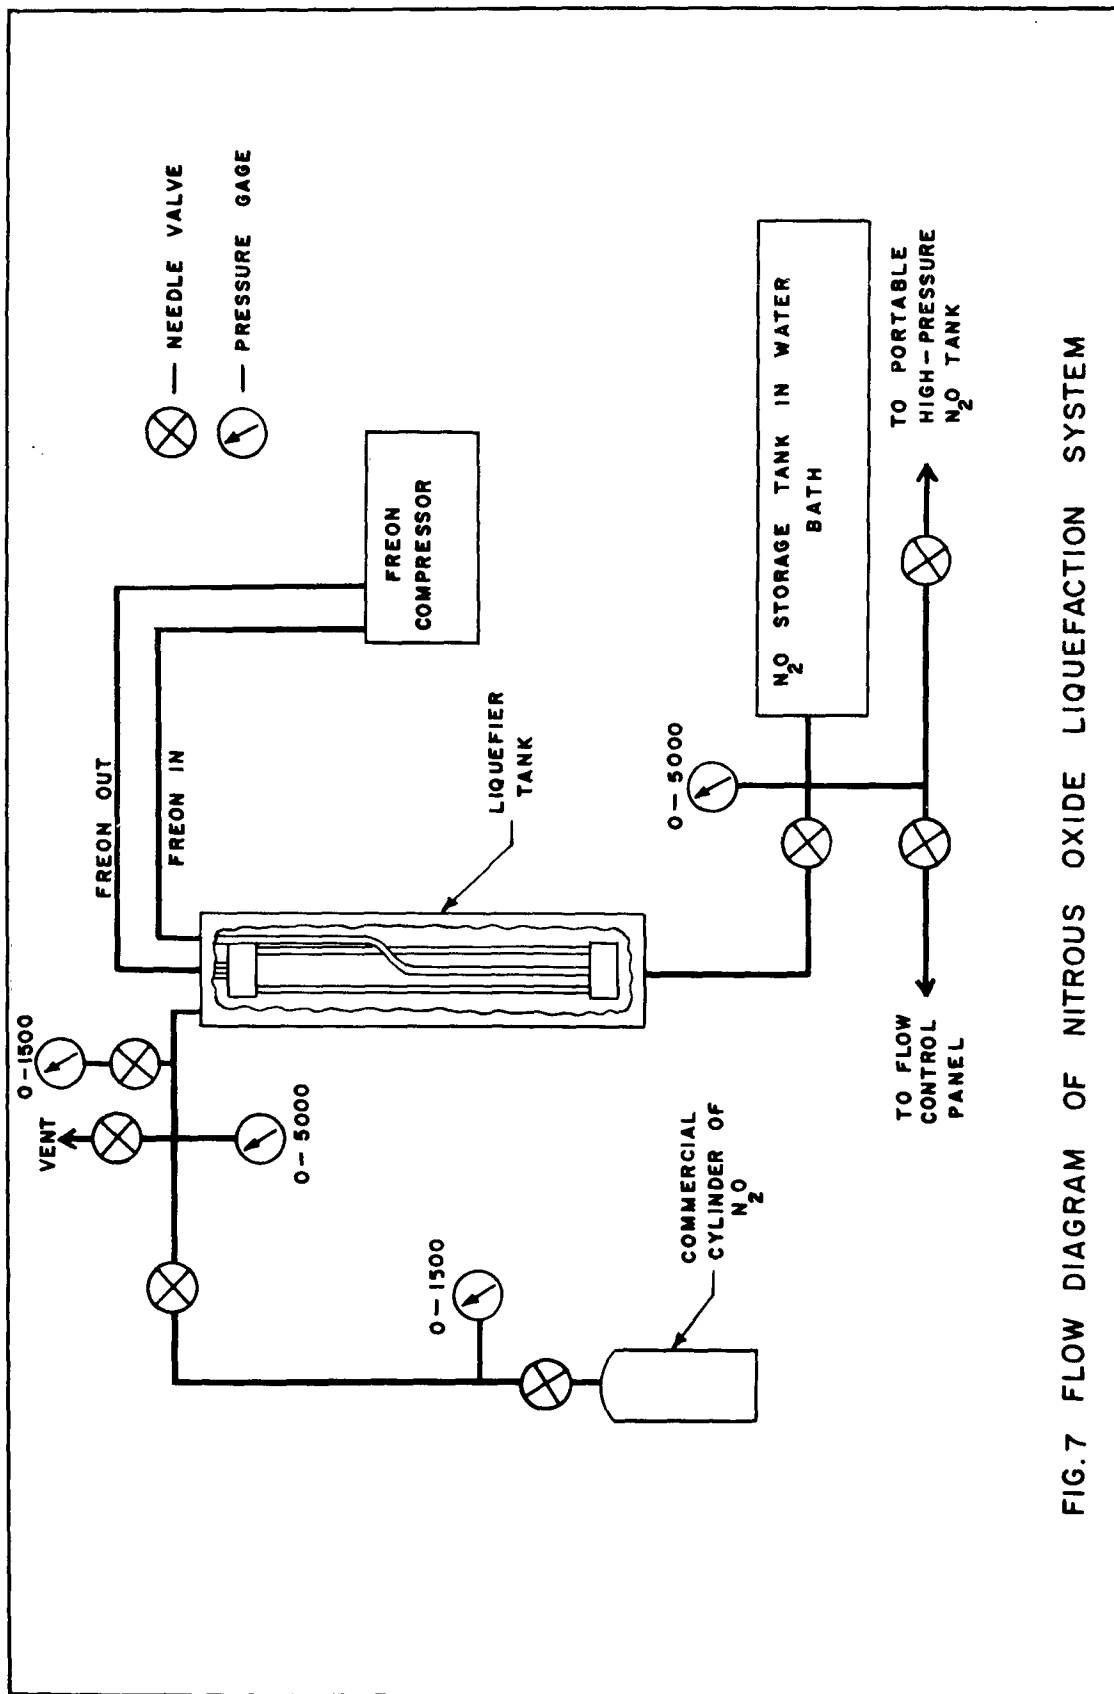 NEEDLE VALVE
PRESSURE GAGE
FREON OUT
FREON IN
FREON
COMPRESSOR
LIQUEFIER
TANK
VENT
0-1500
0-5000
0-1500
COMMERCIAL
CYLINDER OF
N2O
0-5000
N2O STORAGE TANK IN WATER
BATH
TO PORTABLE
HIGH-PRESSURE
N2O TANK
TO FLOW
CONTROL
PANEL
FIG. 7 FLOW DIAGRAM OF NITROUS OXIDE LIQUEFACTION SYSTEM